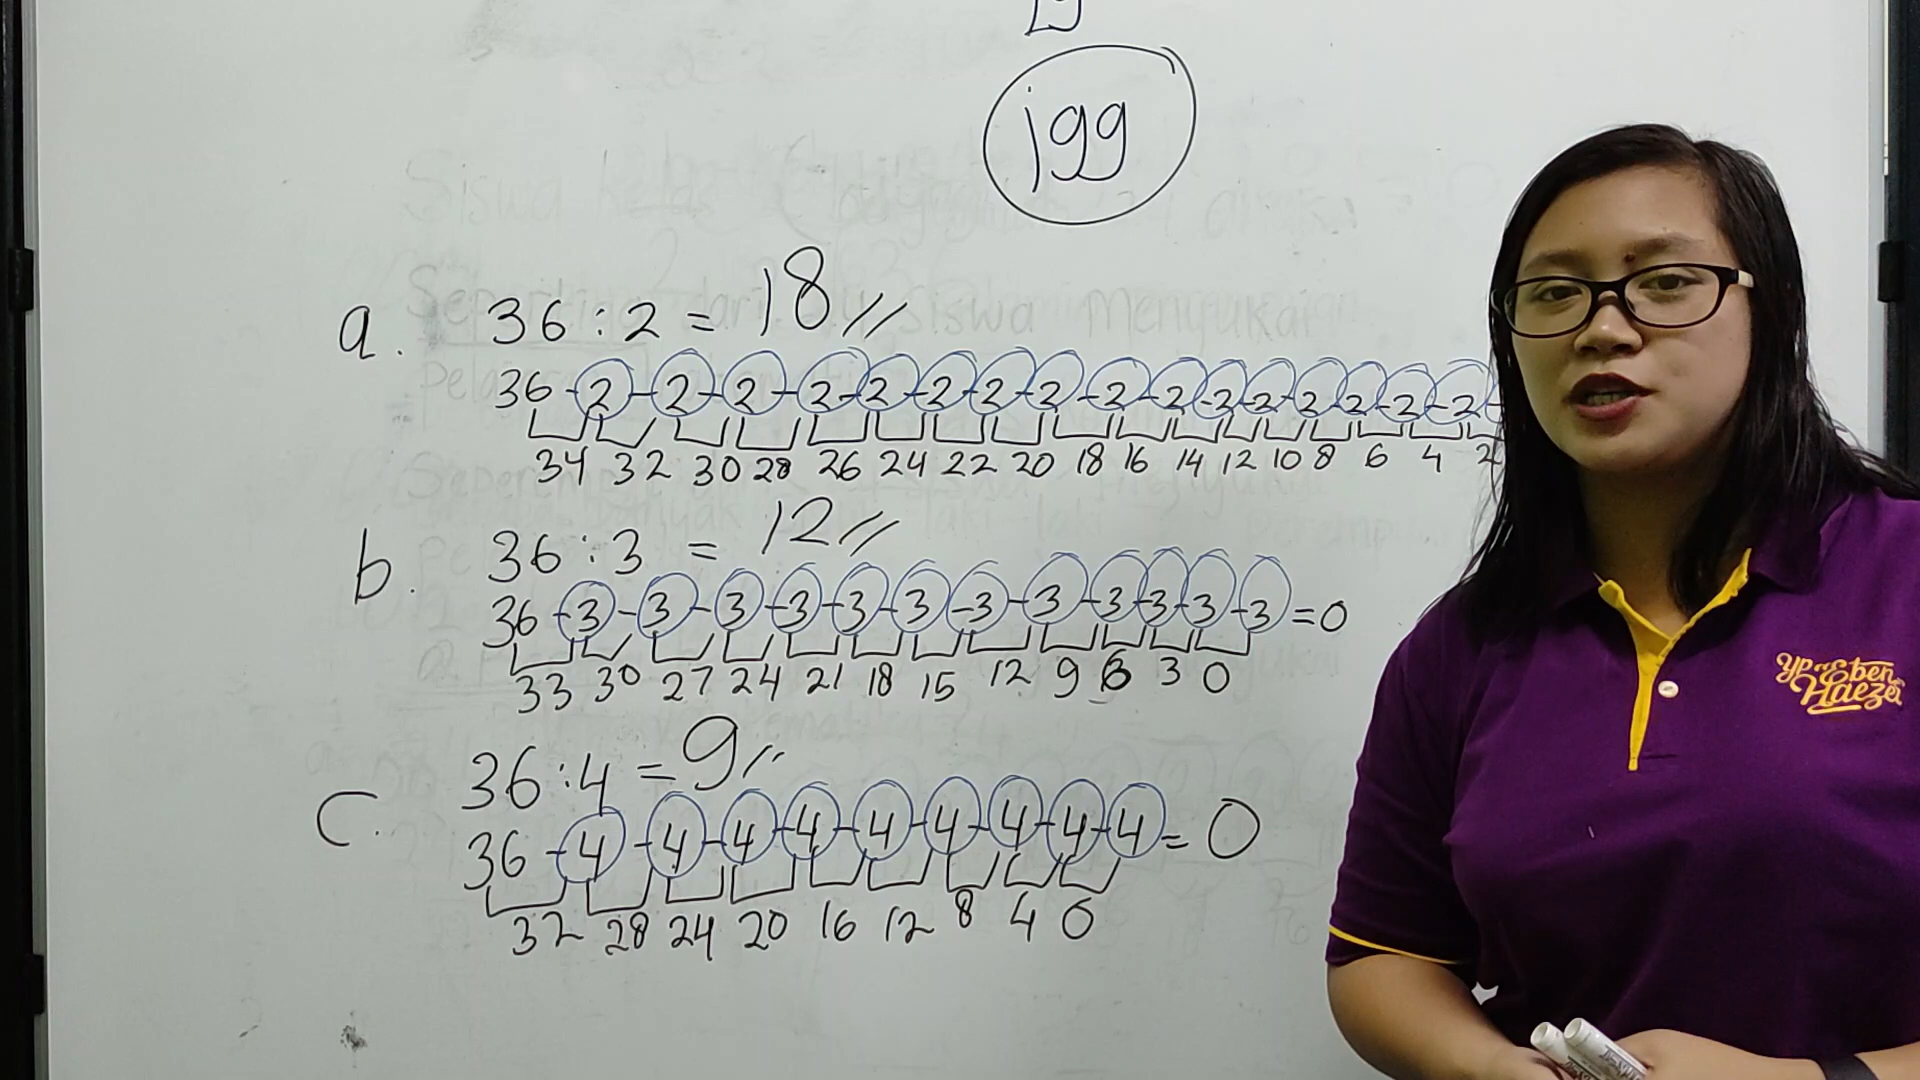 jgg
a. 36 : 2 = 18 //
36 - 2 - 2 - 2 - 2 - 2 - 2 - 2 - 2 - 2 - 2 - 2 - 2 - 2 - 2 - 2 - 2 -
34 32 30 28 26 24 22 20 18 16 14 12 10 8 6 4 2
b. 36 : 3 = 12 //
36 - 3 - 3 - 3 - 3 - 3 - 3 - 3 - 3 - 3 - 3 - 3 - 3 = 0
33 30 27 24 21 18 15 12 9 6 3 0
c. 36 : 4 = 9 //
36 - 4 - 4 - 4 - 4 - 4 - 4 - 4 - 4 - 4 = 0
32 28 24 20 16 12 8 4 0
YP Eben
Haezer